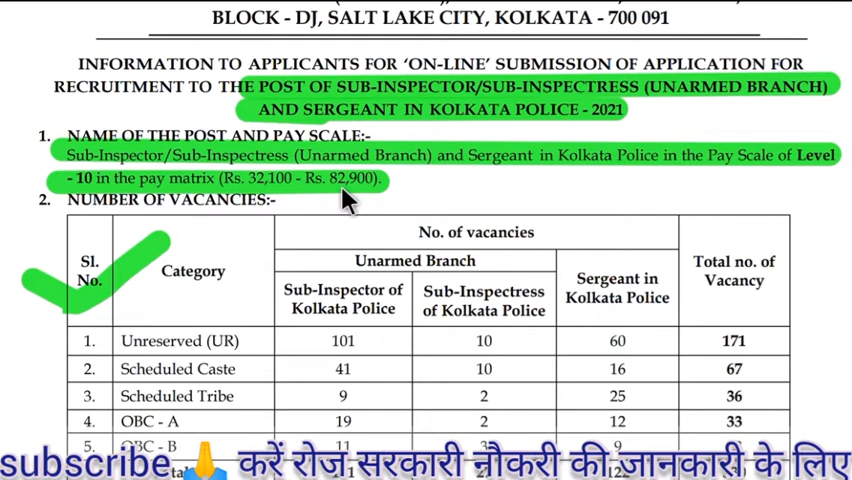 BLOCK - DJ, SALT LAKE CITY, KOLKATA - 700 091
INFORMATION TO APPLICANTS FOR ‘ON-LINE’ SUBMISSION OF APPLICATION FOR
RECRUITMENT TO THE POST OF SUB-INSPECTOR/SUB-INSPECTRESS (UNARMED BRANCH)
AND SERGEANT IN KOLKATA POLICE - 2021
1. NAME OF THE POST AND PAY SCALE:-
Sub-Inspector/Sub-Inspectress (Unarmed Branch) and Sergeant in Kolkata Police in the Pay Scale of Level
- 10 in the pay matrix (Rs. 32,100 - Rs. 82,900).
2. NUMBER OF VACANCIES:-
Sl. No. Category No. of vacancies Total no. of Vacancy
Unarmed Branch Sergeant in Kolkata Police
Sub-Inspector of Kolkata Police Sub-Inspectress of Kolkata Police
1. Unreserved (UR) 101 10 60 171
2. Scheduled Caste 41 10 16 67
3. Scheduled Tribe 9 2 25 36
4. OBC - A 19 2 12 33
5. OBC - B 11 9
subscribe 🙏 करें रोज सरकारी नौकरी की जानकारी के लिए